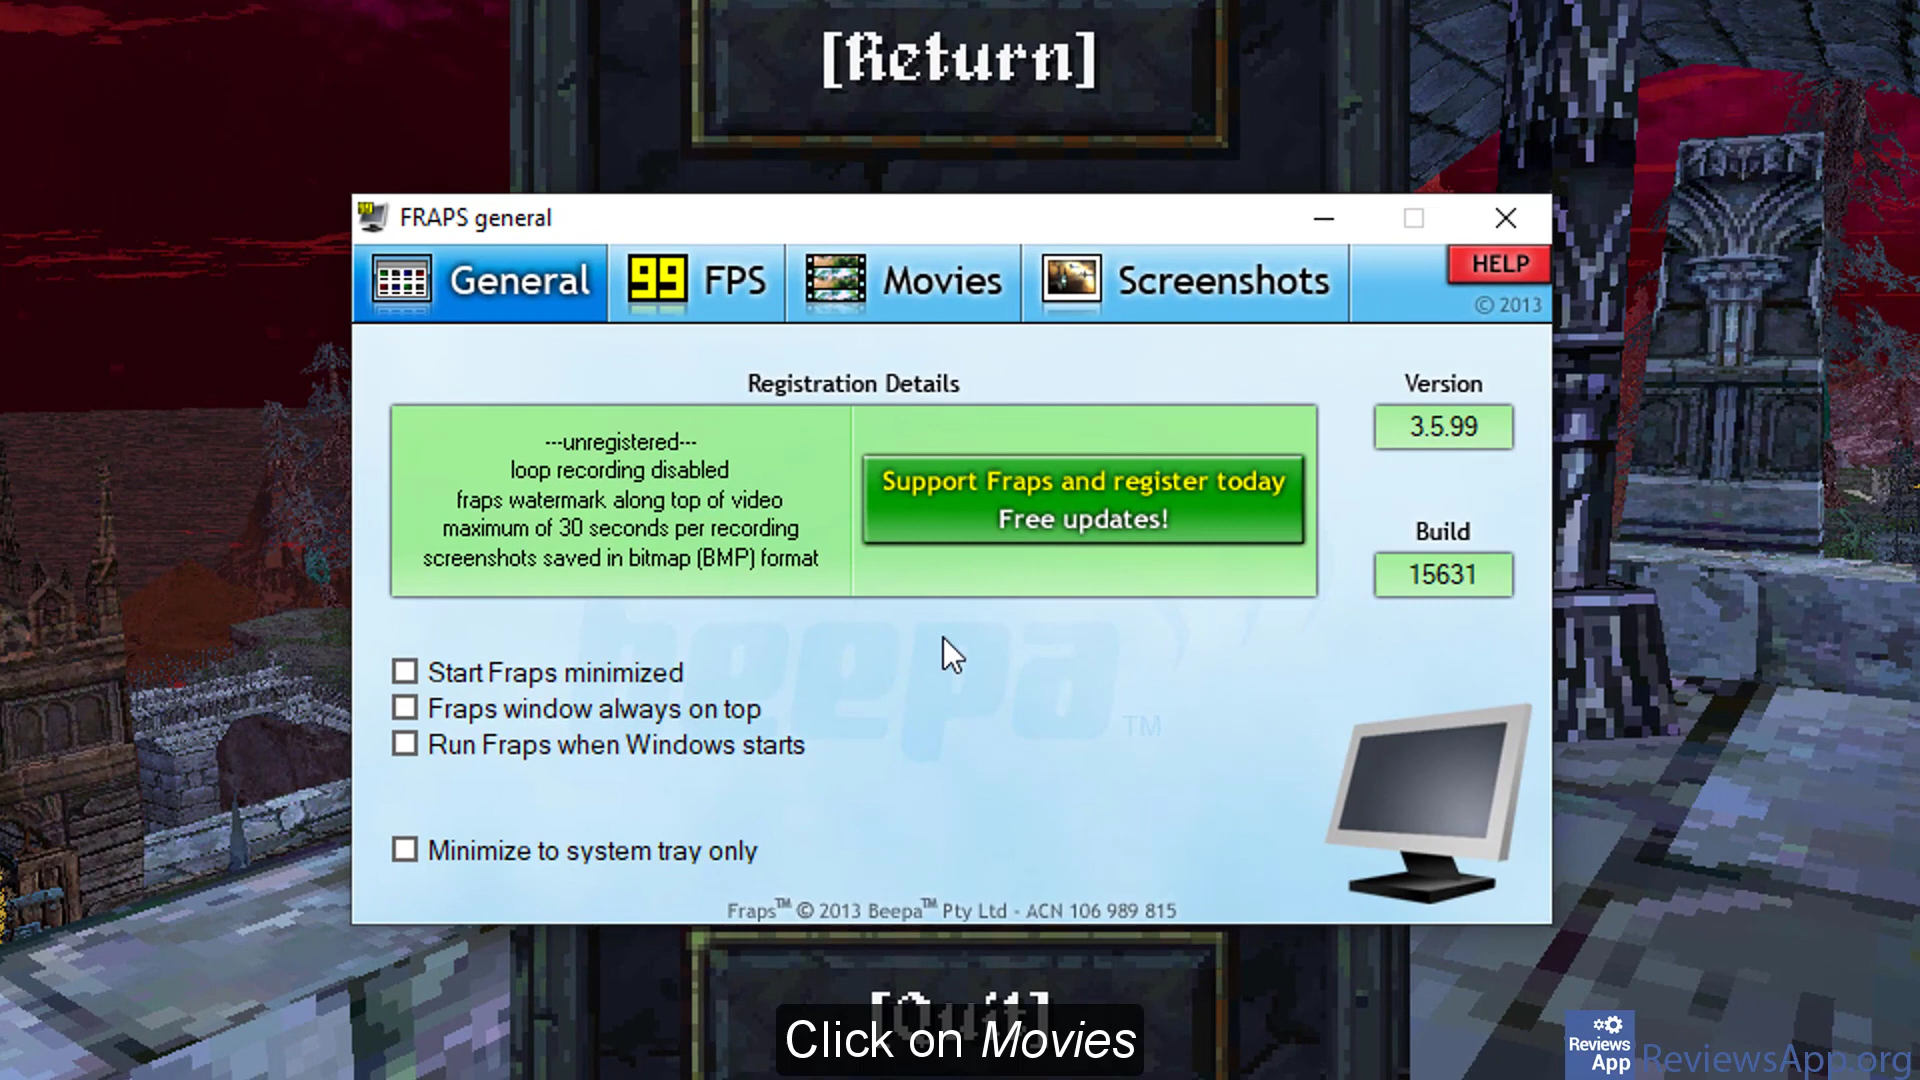 [Return]
FRAPS general
General
99
FPS
Movies
Screenshots
HELP
© 2013
Registration Details
Version
---unregistered---
loop recording disabled
fraps watermark along top of video
maximum of 30 seconds per recording
screenshots saved in bitmap (BMP) format
Support Fraps and register today
Free updates!
3.5.99
Build
15631
beepa™
Start Fraps minimized
Fraps window always on top
Run Fraps when Windows starts
Minimize to system tray only
Fraps™ © 2013 Beepa™ Pty Ltd - ACN 106 989 815
[Quit]
Click on Movies
Reviews
App
ReviewsApp.org